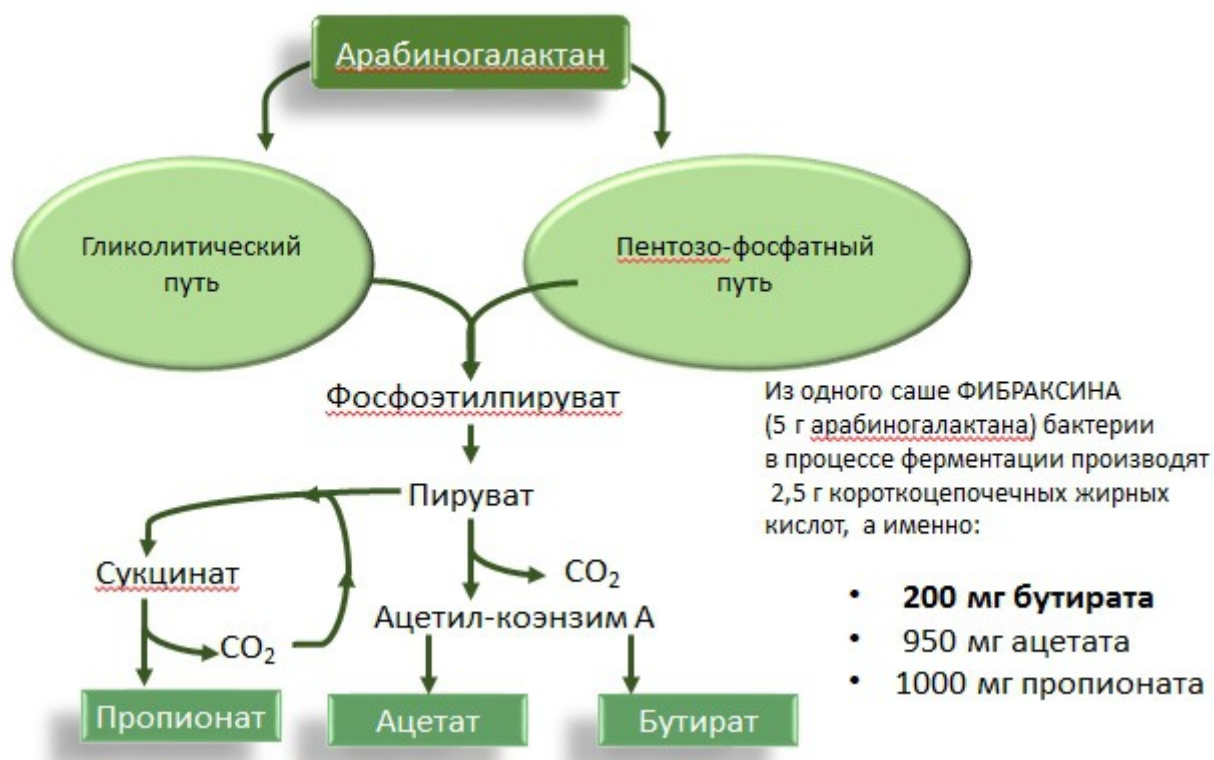 Арабиногалактан
Гликолитический
путь
Пентозо-фосфатный
путь
Фосфоэтилпируват
Из одного саше ФИБРАКСИНА
(5 г арабиногалактана) бактерии
в процессе ферментации производят
2,5 г короткоцепочечных жирных
кислот, а именно:
Пируват
Сукцинат
CO₂
CO₂
Ацетил-коэнзим А
• 200 мг бутирата
• 950 мг ацетата
• 1000 мг пропионата
Пропионат
Ацетат
Бутират